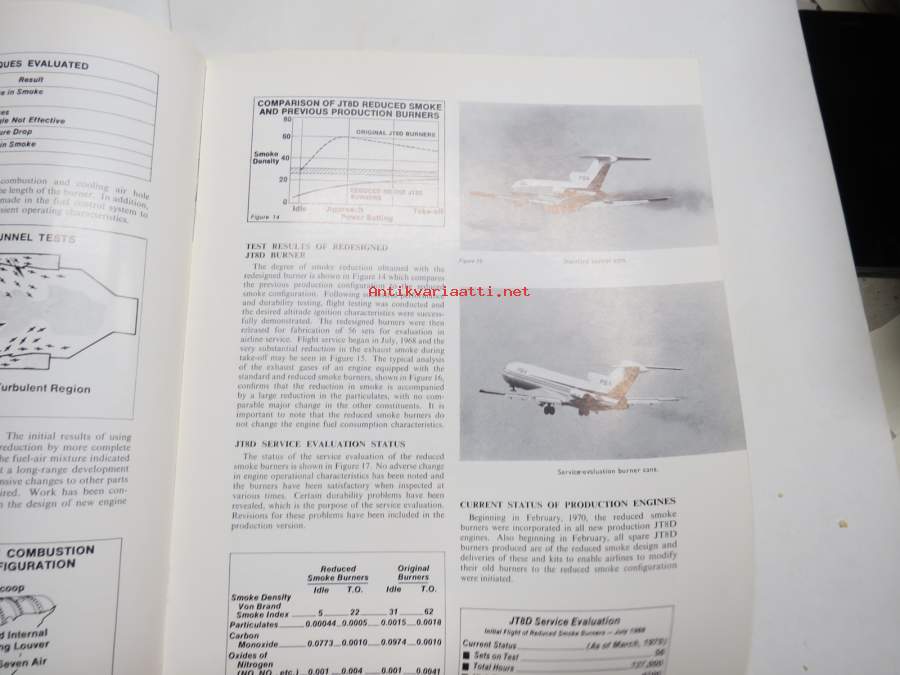 QUES EVALUATED
Result
e in Smoke
gle Not Effective
ure Drop
in Smoke
combustion and cooling air hole
e length of the burner. In addition,
made in the fuel control system to
sient operating characteristics.
UNNEL TESTS
Turbulent Region
The initial results of using
reduction by more complete
the fuel-air mixture indicated
t a long-range development
ensive changes to other parts
ired. Work has been con-
n the design of new engine
COMBUSTION
FIGURATION
coop
d Internal
ng Louver
Seven Air
COMPARISON OF JT8D REDUCED SMOKE
AND PREVIOUS PRODUCTION BURNERS
80
60
ORIGINAL JT8D BURNERS
Smoke
Density
40
20
REDUCED SMOKE JT8D
BURNERS
0
Idle Approach Take-off
Power Setting
Figure 14
TEST RESULTS OF REDESIGNED
JT8D BURNER
The degree of smoke reduction obtained with the
redesigned burner is shown in Figure 14 which compares
the previous production configuration to the reduced
smoke configuration. Following
and durability testing, flight testing was conducted and
the desired altitude ignition characteristics were success-
fully demonstrated. The redesigned burners were then
released for fabrication of 56 sets for evaluation in
airline service. Flight service began in July, 1968 and the
very substantial reduction in the exhaust smoke during
take-off may be seen in Figure 15. The typical analysis
of the exhaust gases of an engine equipped with the
standard and reduced smoke burners, shown in Figure 16,
confirms that the reduction in smoke is accompanied
by a large reduction in the particulates, with no com-
parable major change in the other constituents. It is
important to note that the reduced smoke burners do
not change the engine fuel consumption characteristics.
JT8D SERVICE EVALUATION STATUS
The status of the service evaluation of the reduced
smoke burners is shown in Figure 17. No adverse change
in engine operational characteristics has been noted and
the burners have been satisfactory when inspected at
various times. Certain durability problems have been
revealed, which is the purpose of the service evaluation.
Revisions for these problems have been included in the
production version.
Reduced Original
Smoke Burners Burners
Idle T.O. Idle T.O.
Smoke Density
Von Brand
Smoke Index 5 22 31 62
Particulates 0.00044 0.0005 0.0015 0.0018
Carbon
Monoxide 0.0773 0.0010 0.0974 0.0010
Oxides of
Nitrogen
(NO, NO, etc.) 0.001 0.004 0.001 0.0041
PSA
Figure 15 Standard burner cans.
PSA
Service evaluation burner cans.
CURRENT STATUS OF PRODUCTION ENGINES
Beginning in February, 1970, the reduced smoke
burners were incorporated in all new production JT8D
engines. Also beginning in February, all spare JT8D
burners produced are of the reduced smoke design and
deliveries of these and kits to enable airlines to modify
their old burners to the reduced smoke configuration
were initiated.
JT8D Service Evaluation
Initial Flight of Reduced Smoke Burners — July 1968
Current Status (As of March, 1970)
Sets on Test 56
Total Hours
Antikvariaatti.net